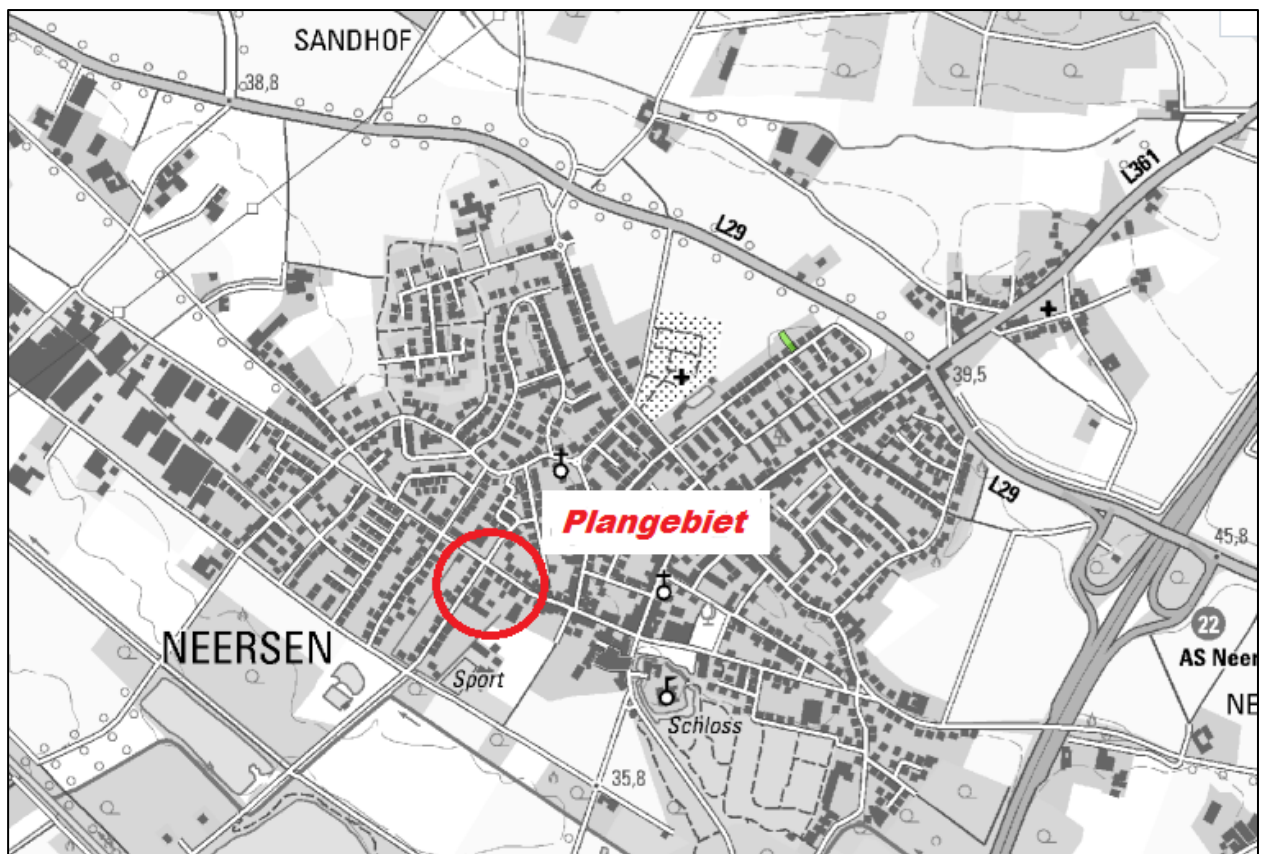 SANDHOF
38,8
L361
L29
39,5
L29
Plangebiet
45,8
22
AS Neer
NEERSEN
Sport
NE
Schloss
35,8